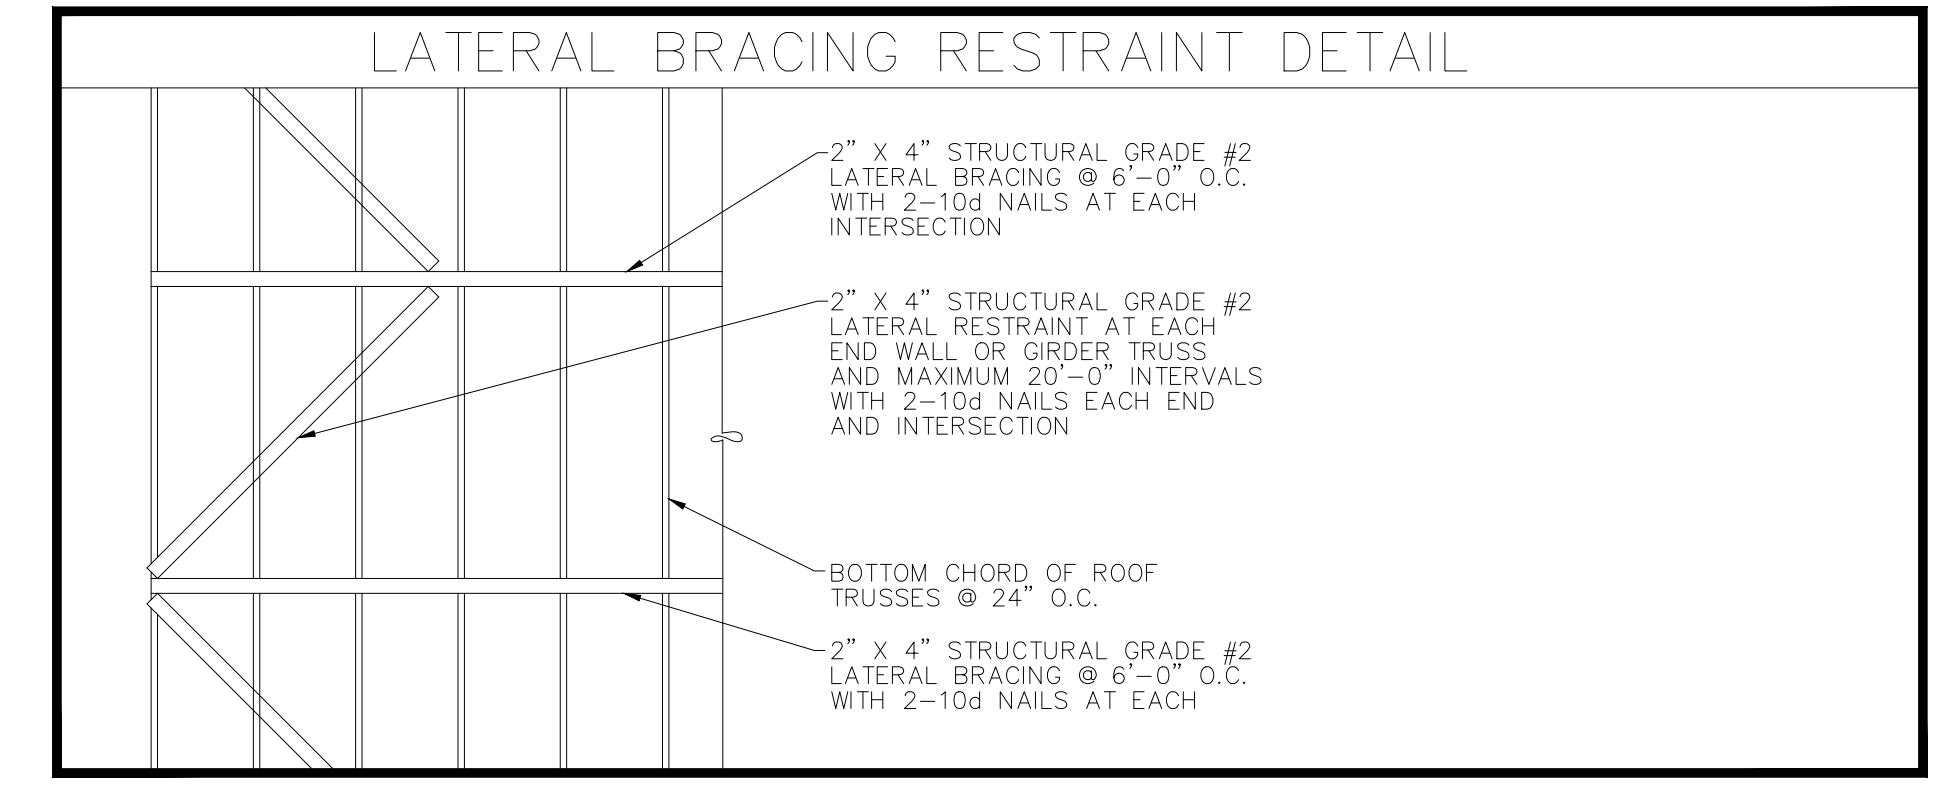 LATERAL BRACING RESTRAINT DETAIL
2” X 4” STRUCTURAL GRADE #2
LATERAL BRACING @ 6’-0” O.C.
WITH 2-10d NAILS AT EACH
INTERSECTION
2” X 4” STRUCTURAL GRADE #2
LATERAL RESTRAINT AT EACH
END WALL OR GIRDER TRUSS
AND MAXIMUM 20’-0” INTERVALS
WITH 2-10d NAILS EACH END
AND INTERSECTION
BOTTOM CHORD OF ROOF
TRUSSES @ 24” O.C.
2” X 4” STRUCTURAL GRADE #2
LATERAL BRACING @ 6’-0” O.C.
WITH 2-10d NAILS AT EACH